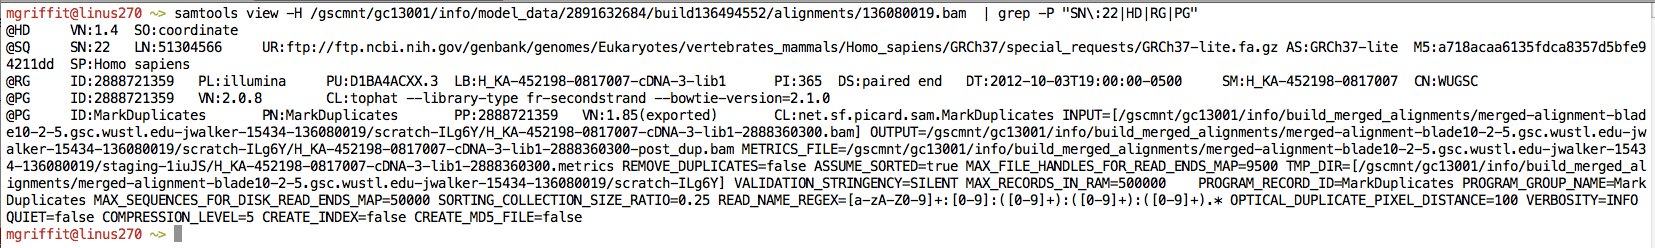 mgriffit@linus270 ~> samtools view -H /gscmnt/gc13001/info/model_data/2891632684/build136494552/alignments/136080019.bam  | grep -P "SN\:22|HD|RG|PG"
@HD	VN:1.4	SO:coordinate
@SQ	SN:22	LN:51304566	UR:ftp://ftp.ncbi.nih.gov/genbank/genomes/Eukaryotes/vertebrates_mammals/Homo_sapiens/GRCh37/special_requests/GRCh37-lite.fa.gz AS:GRCh37-lite	M5:a718acaa6135fdca8357d5bfe9
4211dd	SP:Homo sapiens
@RG	ID:2888721359	PL:illumina	PU:D1BA4ACXX.3	LB:H_KA-452198-0817007-cDNA-3-lib1	PI:365	DS:paired end	DT:2012-10-03T19:00:00-0500	SM:H_KA-452198-0817007	CN:WUGSC
@PG	ID:2888721359	VN:2.0.8	CL:tophat --library-type fr-secondstrand --bowtie-version=2.1.0
@PG	ID:MarkDuplicates	PN:MarkDuplicates	PP:2888721359	VN:1.85(exported)	CL:net.sf.picard.sam.MarkDuplicates INPUT=[/gscmnt/gc13001/info/build_merged_alignments/merged-alignment-blad
e10-2-5.gsc.wustl.edu-jwalker-15434-136080019/scratch-ILg6Y/H_KA-452198-0817007-cDNA-3-lib1-2888360300.bam] OUTPUT=/gscmnt/gc13001/info/build_merged_alignments/merged-alignment-blade10-2-5.gsc.wustl.edu-jw
alker-15434-136080019/scratch-ILg6Y/H_KA-452198-0817007-cDNA-3-lib1-2888360300-post_dup.bam METRICS_FILE=/gscmnt/gc13001/info/build_merged_alignments/merged-alignment-blade10-2-5.gsc.wustl.edu-jwalker-1543
4-136080019/staging-1iuJS/H_KA-452198-0817007-cDNA-3-lib1-2888360300.metrics REMOVE_DUPLICATES=false ASSUME_SORTED=true MAX_FILE_HANDLES_FOR_READ_ENDS_MAP=9500 TMP_DIR=[/gscmnt/gc13001/info/build_merged_al
ignments/merged-alignment-blade10-2-5.gsc.wustl.edu-jwalker-15434-136080019/scratch-ILg6Y] VALIDATION_STRINGENCY=SILENT MAX_RECORDS_IN_RAM=500000    PROGRAM_RECORD_ID=MarkDuplicates PROGRAM_GROUP_NAME=Mark
Duplicates MAX_SEQUENCES_FOR_DISK_READ_ENDS_MAP=50000 SORTING_COLLECTION_SIZE_RATIO=0.25 READ_NAME_REGEX=[a-zA-Z0-9]+:[0-9]:([0-9]+):([0-9]+):([0-9]+).* OPTICAL_DUPLICATE_PIXEL_DISTANCE=100 VERBOSITY=INFO
QUIET=false COMPRESSION_LEVEL=5 CREATE_INDEX=false CREATE_MD5_FILE=false
mgriffit@linus270 ~>